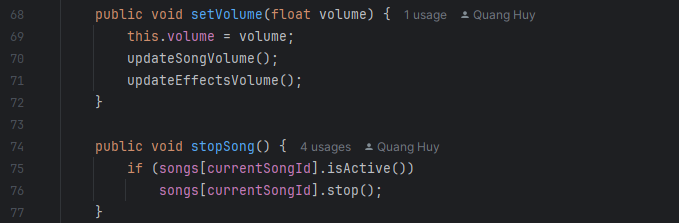 68 public void setVolume(float volume) { 1 usage Quang Huy
69 this.volume = volume;
70 updateSongVolume();
71 updateEffectsVolume();
72 }
73
74 public void stopSong() { 4 usages Quang Huy
75 if (songs[currentSongId].isActive())
76 songs[currentSongId].stop();
77 }